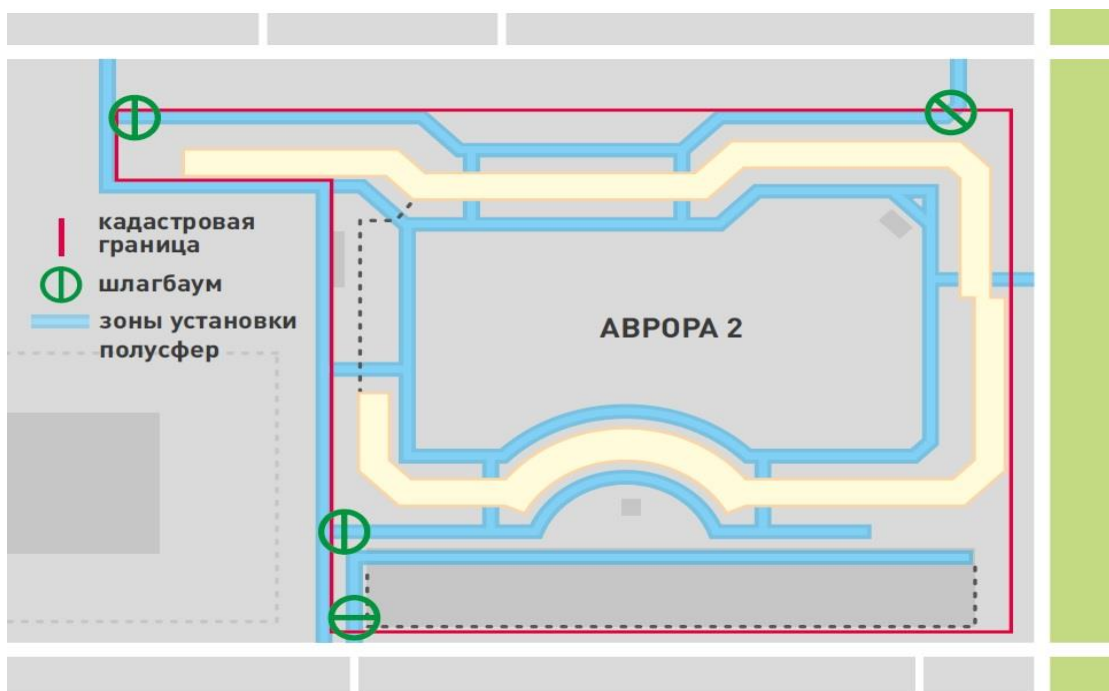 кадастровая
граница
шлагбаум
зоны установки
полусфер
АВРОРА 2